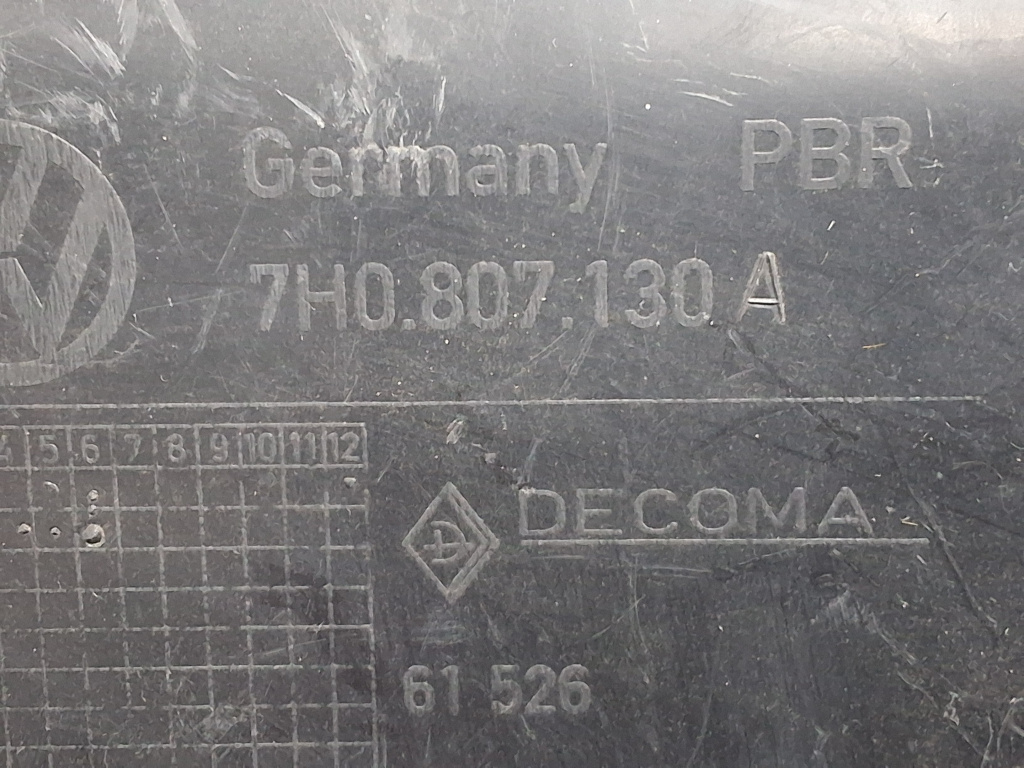 Germany PBR
7H0.807.130 A
4 5 6 7 8 9 10 11 12
DECOMA
61 526